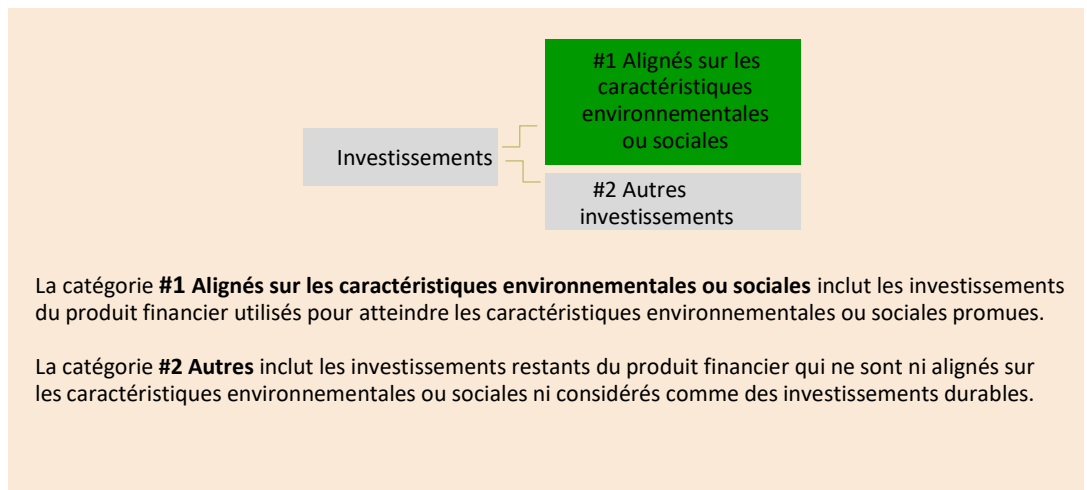 #1 Alignés sur les
caractéristiques
environnementales
ou sociales
Investissements
#2 Autres
investissements
La catégorie #1 Alignés sur les caractéristiques environnementales ou sociales inclut les investissements
du produit financier utilisés pour atteindre les caractéristiques environnementales ou sociales promues.
La catégorie #2 Autres inclut les investissements restants du produit financier qui ne sont ni alignés sur
les caractéristiques environnementales ou sociales ni considérés comme des investissements durables.